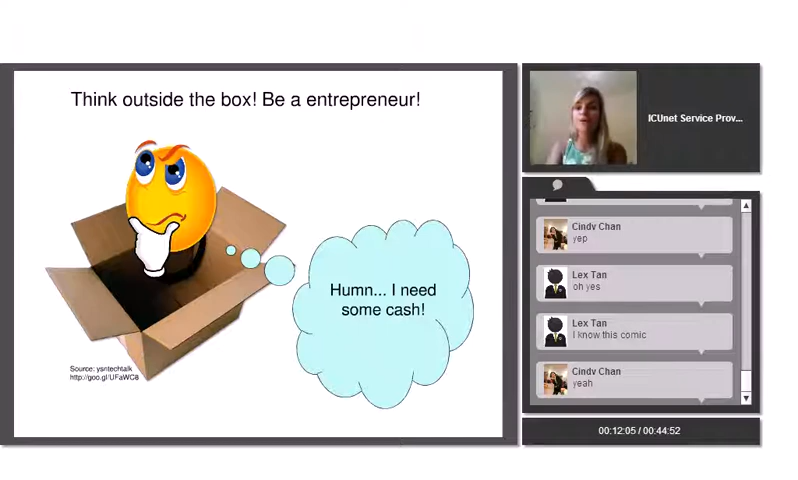 Think outside the box! Be a entrepreneur!
Humn... I need
some cash!
Source: ysntechtalk
http://goo.gl/UFaWC8
ICUnet Service Prov...
Cindy Chan
yep
Lex Tan
oh yes
Lex Tan
I know this comic
Cindy Chan
yeah
00:12:05 / 00:44:52